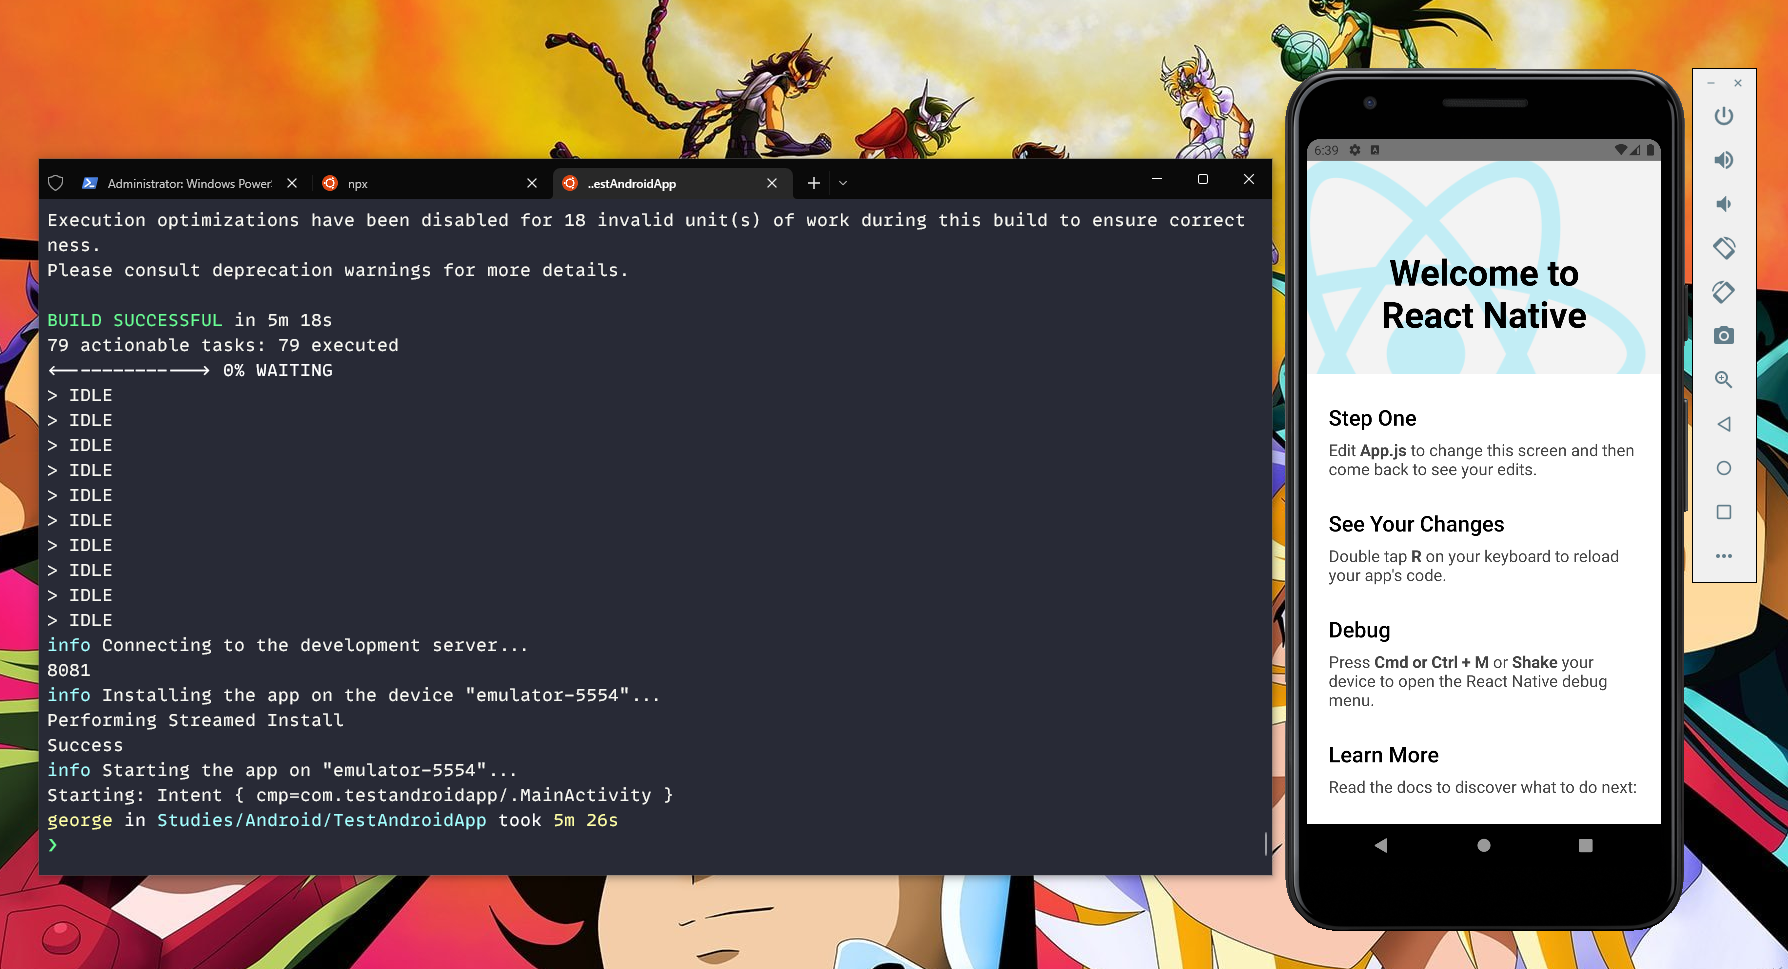 Administrator: Windows Power
npx
..estAndroidApp
Execution optimizations have been disabled for 18 invalid unit(s) of work during this build to ensure correct
ness.
Please consult deprecation warnings for more details.
BUILD SUCCESSFUL in 5m 18s
79 actionable tasks: 79 executed
<-------------> 0% WAITING
> IDLE
> IDLE
> IDLE
> IDLE
> IDLE
> IDLE
> IDLE
> IDLE
> IDLE
> IDLE
info Connecting to the development server...
8081
info Installing the app on the device "emulator-5554"...
Performing Streamed Install
Success
info Starting the app on "emulator-5554"...
Starting: Intent { cmp=com.testandroidapp/.MainActivity }
george in Studies/Android/TestAndroidApp took 5m 26s
❯
6:39
Welcome to
React Native
Step One
Edit App.js to change this screen and then
come back to see your edits.
See Your Changes
Double tap R on your keyboard to reload
your app's code.
Debug
Press Cmd or Ctrl + M or Shake your
device to open the React Native debug
menu.
Learn More
Read the docs to discover what to do next: